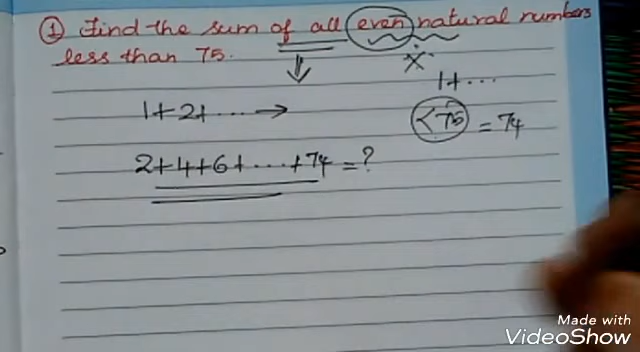 ① Find the sum of all even natural numbers
less than 75.
1+...
1+2+....→
<75 = 74
2+4+6+....+74 = ?
Made with
VideoShow